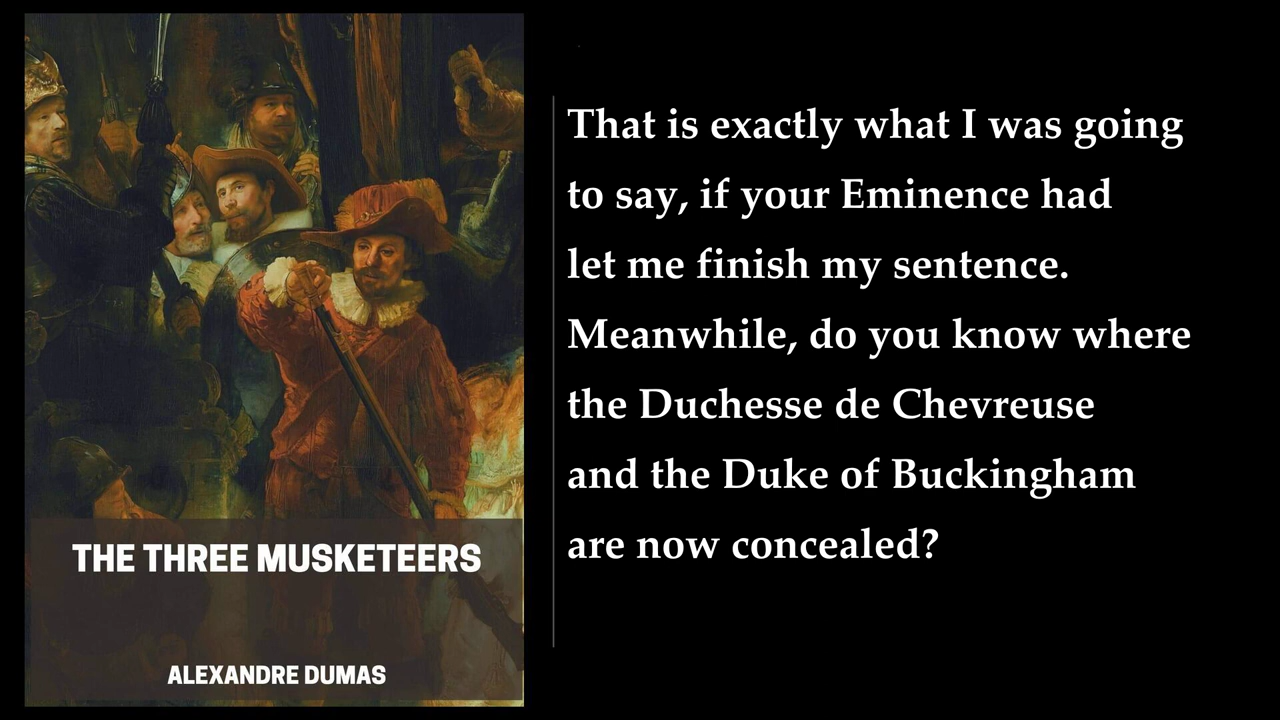 THE THREE MUSKETEERS
ALEXANDRE DUMAS
That is exactly what I was going
to say, if your Eminence had
let me finish my sentence.
Meanwhile, do you know where
the Duchesse de Chevreuse
and the Duke of Buckingham
are now concealed?